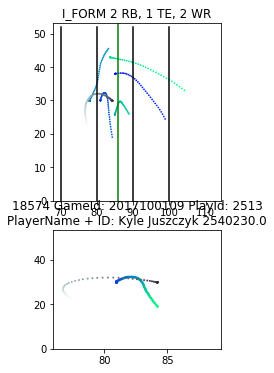 I_FORM 2 RB, 1 TE, 2 WR
50
40
30
20
10
0
70 80 90 100 110
18574 GameId: 2017100109 PlayId: 2513
PlayerName + ID: Kyle Juszczyk 2540230.0
40
20
0
80 85